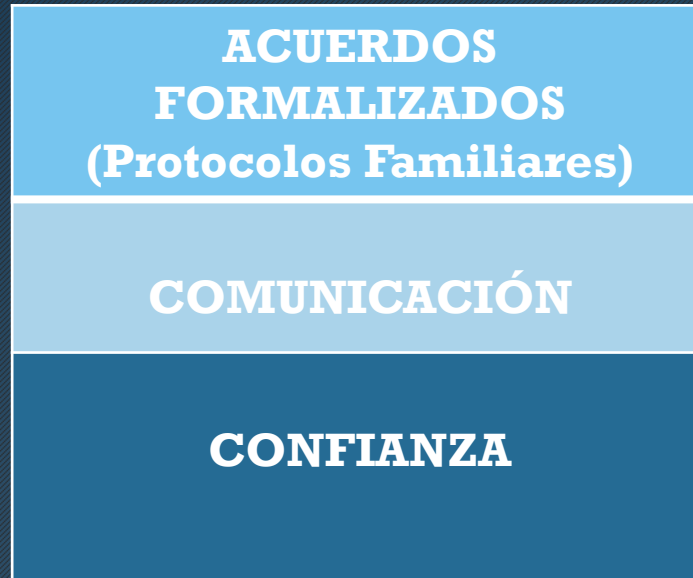 ACUERDOS
FORMALIZADOS
(Protocolos Familiares)
COMUNICACIÓN
CONFIANZA